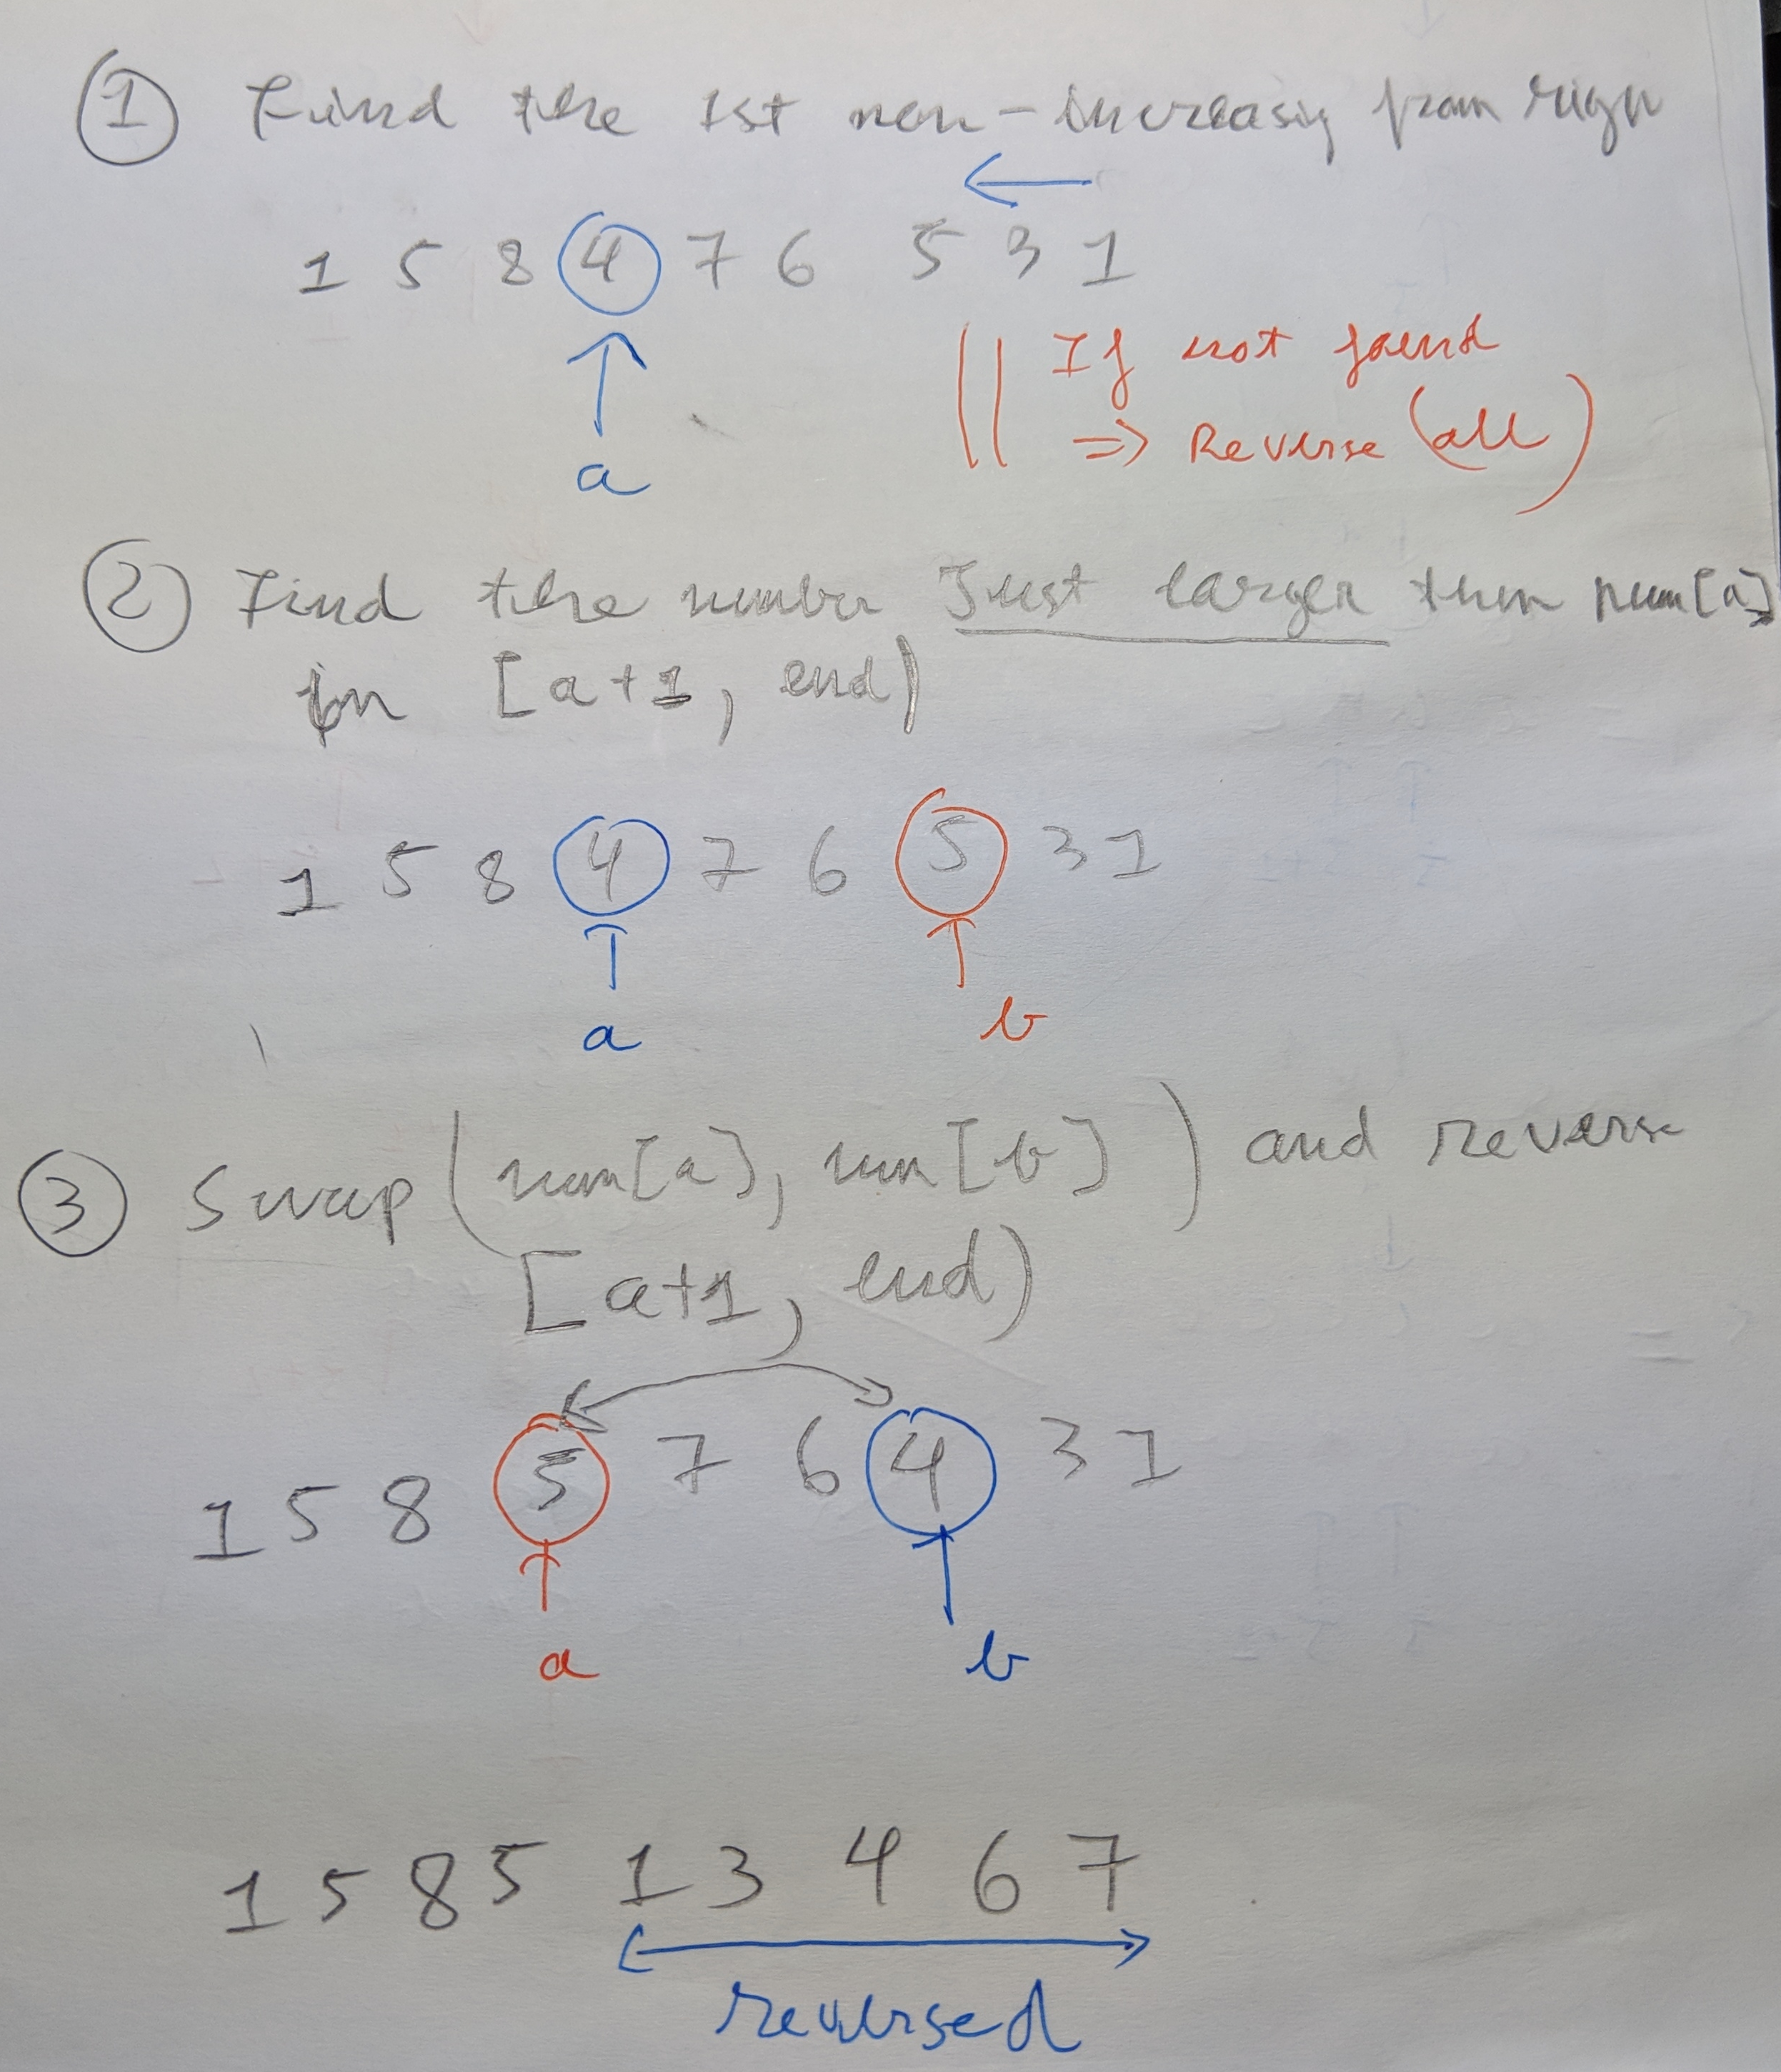 ① Find the 1st non-increasing from righ
1 5 8 4 7 6 5 3 1
a
If not found
=> Reverse (all)
② Find the number Just larger then num[a]
in [a+1, end)
1 5 8 4 7 6 5 3 1
a b
③ Swap(num[a], num[b]) and reverse
[a+1, end)
1 5 8 5 7 6 4 3 1
a b
1 5 8 5 1 3 4 6 7
reversed